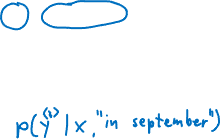 p(y^<1> | x, "in september")